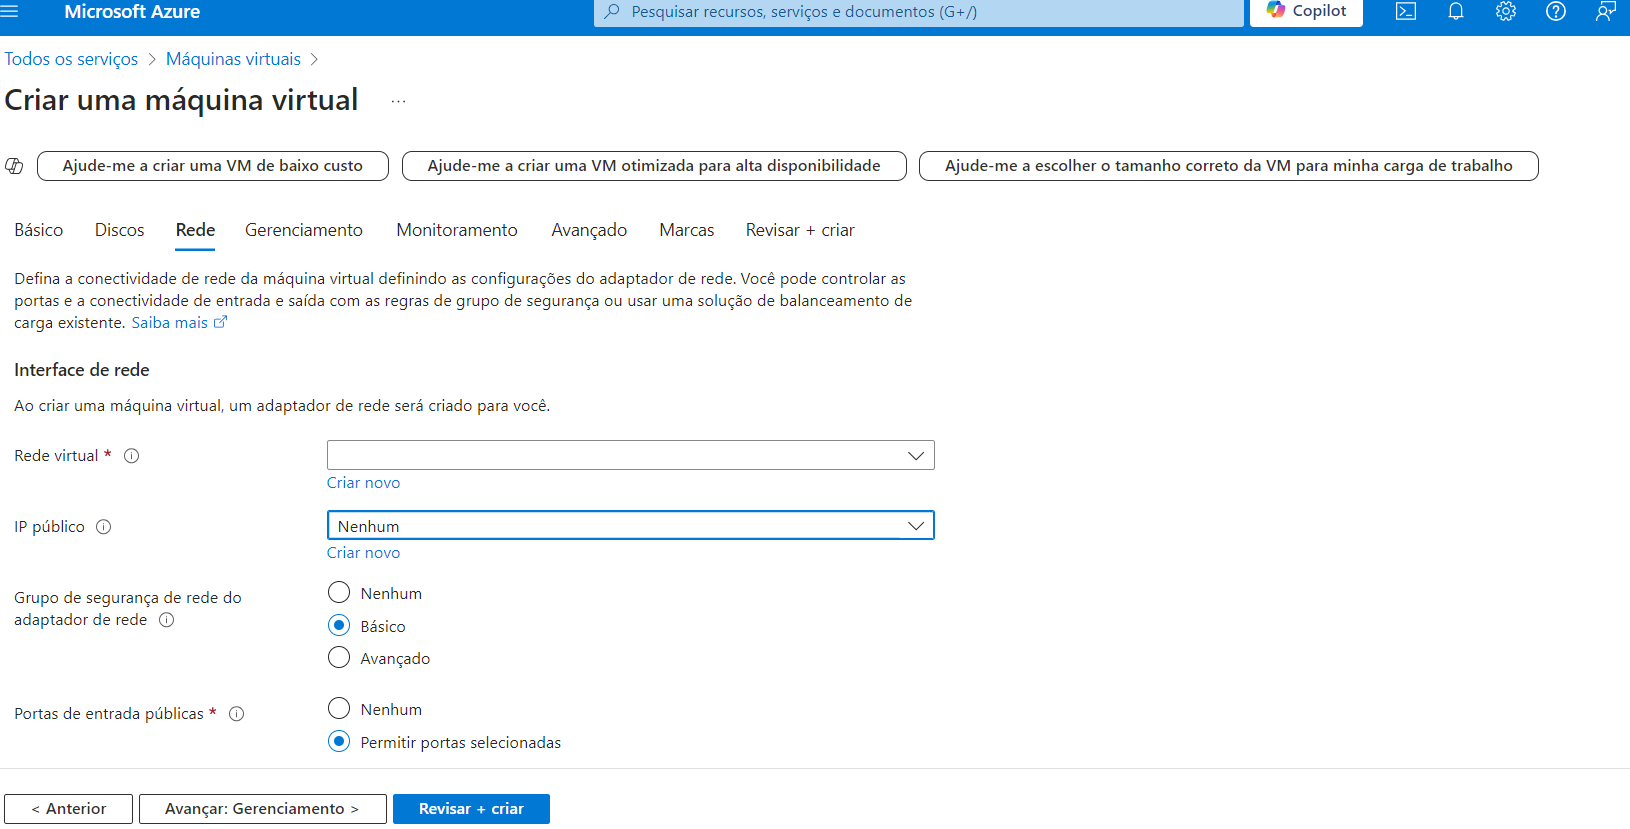 Microsoft Azure
Pesquisar recursos, serviços e documentos (G+/)
Copilot
Todos os serviços > Máquinas virtuais >
Criar uma máquina virtual ...
Ajude-me a criar uma VM de baixo custo
Ajude-me a criar uma VM otimizada para alta disponibilidade
Ajude-me a escolher o tamanho correto da VM para minha carga de trabalho
Básico Discos Rede Gerenciamento Monitoramento Avançado Marcas Revisar + criar
Defina a conectividade de rede da máquina virtual definindo as configurações do adaptador de rede. Você pode controlar as
portas e a conectividade de entrada e saída com as regras de grupo de segurança ou usar uma solução de balanceamento de
carga existente. Saiba mais
Interface de rede
Ao criar uma máquina virtual, um adaptador de rede será criado para você.
Rede virtual *
Criar novo
IP público
Nenhum
Criar novo
Grupo de segurança de rede do
adaptador de rede
Nenhum
Básico
Avançado
Portas de entrada públicas *
Nenhum
Permitir portas selecionadas
< Anterior
Avançar: Gerenciamento >
Revisar + criar